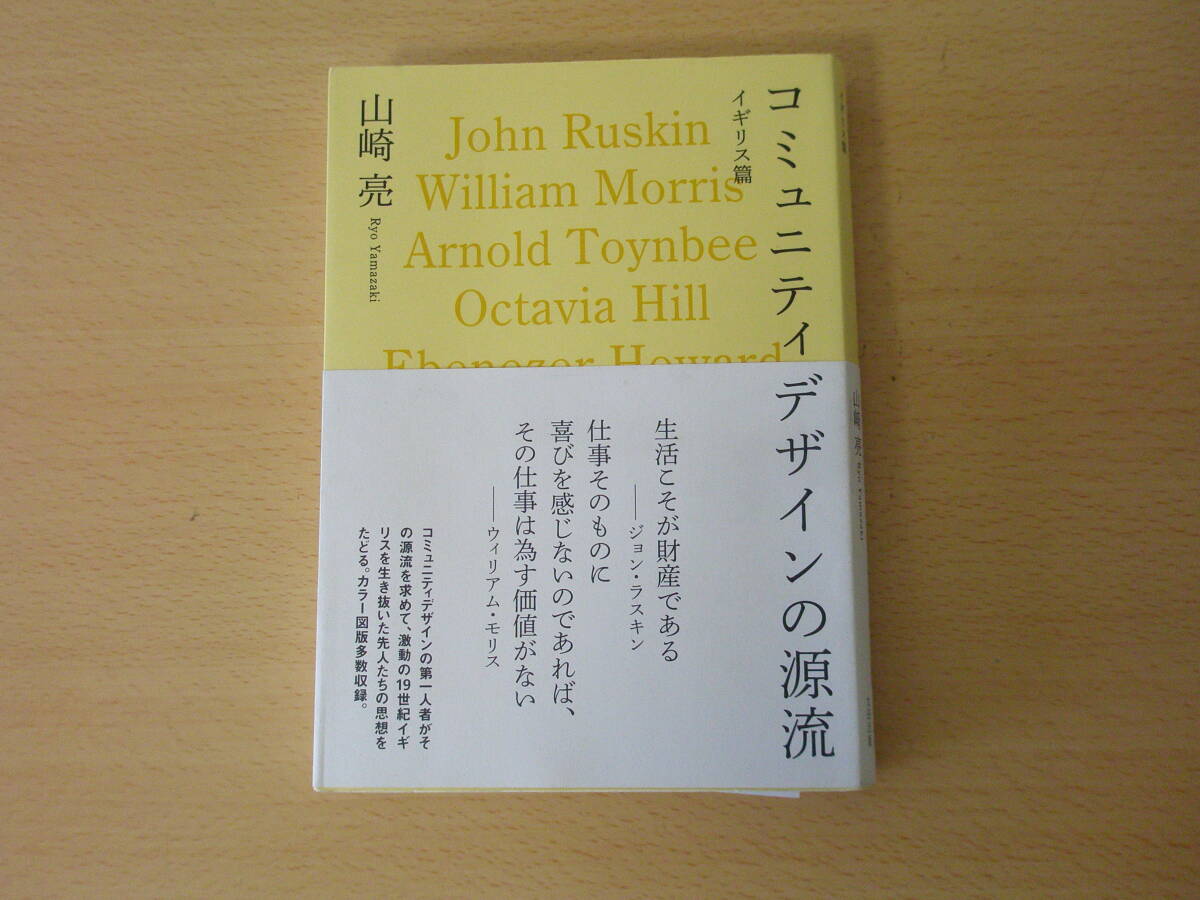 コミュニティデザインの源流
イギリス篇
John Ruskin
William Morris
Arnold Toynbee
Octavia Hill
Ebenezer Howard
山崎 亮
Ryo Yamazaki
生活こそが財産である
――ジョン・ラスキン
仕事そのものに
喜びを感じないのであれば、
その仕事は為す価値がない
――ウィリアム・モリス
コミュニティデザインの第一人者がそ
の源流を求めて、激動の19世紀イギ
リスを生き抜いた先人たちの思想を
たどる。カラー図版多数収録。
山崎 亮